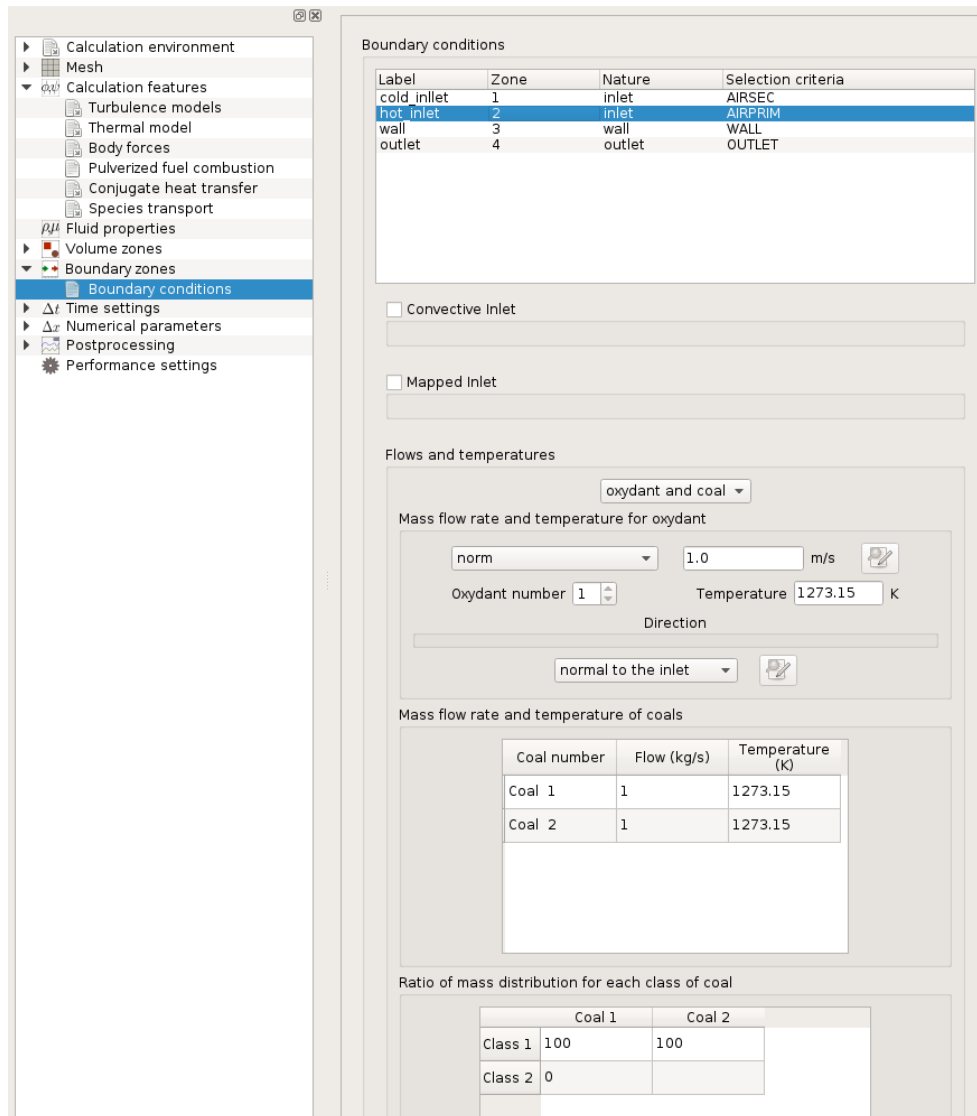 Calculation environment
Mesh
φψ Calculation features
Turbulence models
Thermal model
Body forces
Pulverized fuel combustion
Conjugate heat transfer
Species transport
ρμ Fluid properties
Volume zones
Boundary zones
Boundary conditions
Δt Time settings
Δx Numerical parameters
Postprocessing
Performance settings
Boundary conditions
Label Zone Nature Selection criteria
cold_inllet 1 inlet AIRSEC
hot_inlet 2 inlet AIRPRIM
wall 3 wall WALL
outlet 4 outlet OUTLET
Convective Inlet
Mapped Inlet
Flows and temperatures
oxydant and coal
Mass flow rate and temperature for oxydant
norm 1.0 m/s
Oxydant number 1 Temperature 1273.15 K
Direction
normal to the inlet
Mass flow rate and temperature of coals
Coal number Flow (kg/s) Temperature
(K)
Coal 1 1 1273.15
Coal 2 1 1273.15
Ratio of mass distribution for each class of coal
Coal 1 Coal 2
Class 1 100 100
Class 2 0